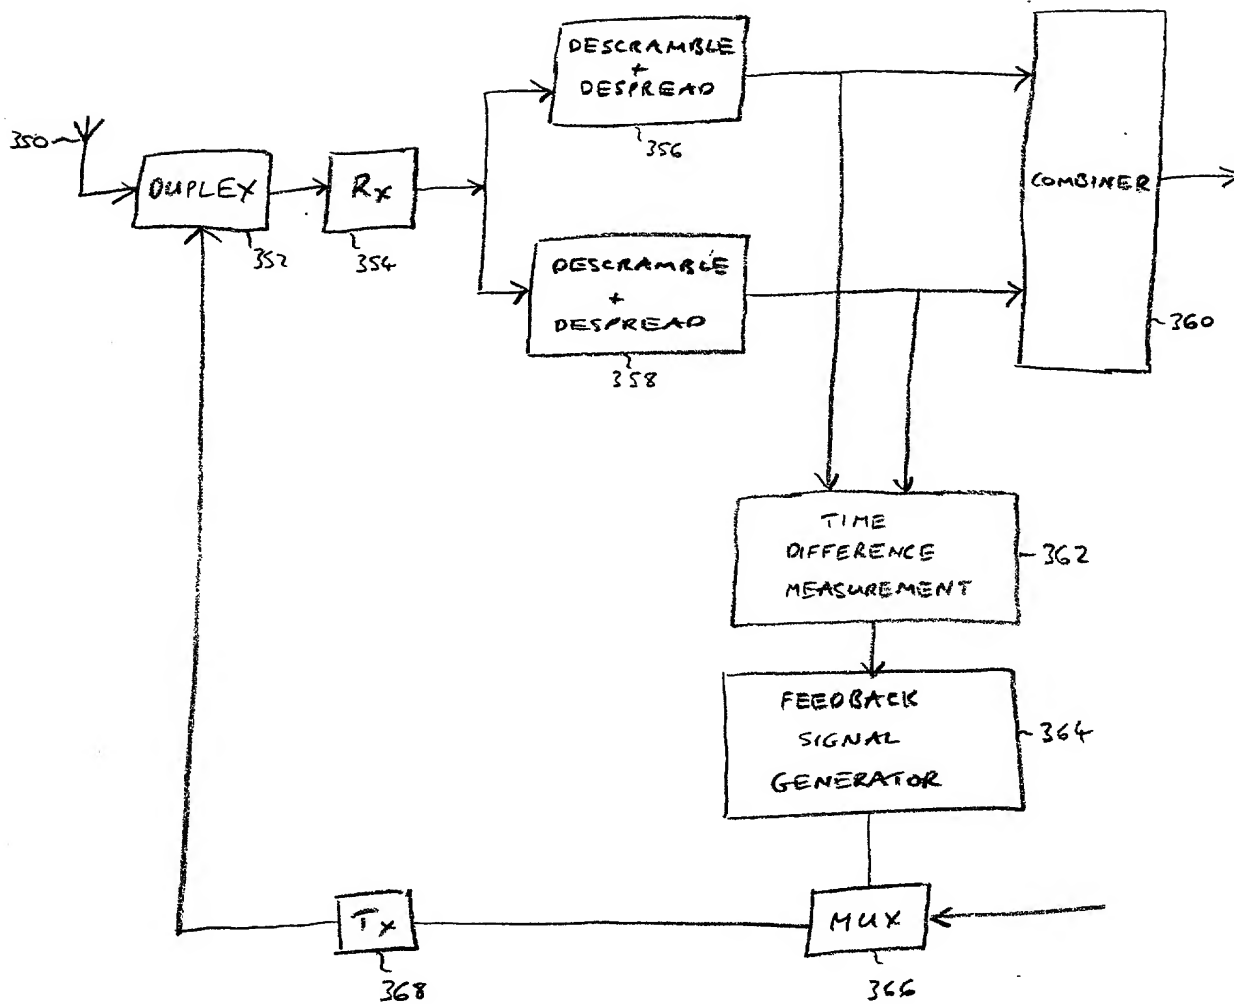 DESCRAMBLE
+
DESPREAD
356
350
DUPLEX
352
Rx
354
COMBINER
360
DESCRAMBLE
+
DESPREAD
358
TIME
DIFFERENCE
MEASUREMENT
362
FEEDBACK
SIGNAL
GENERATOR
364
Tx
368
MUX
366